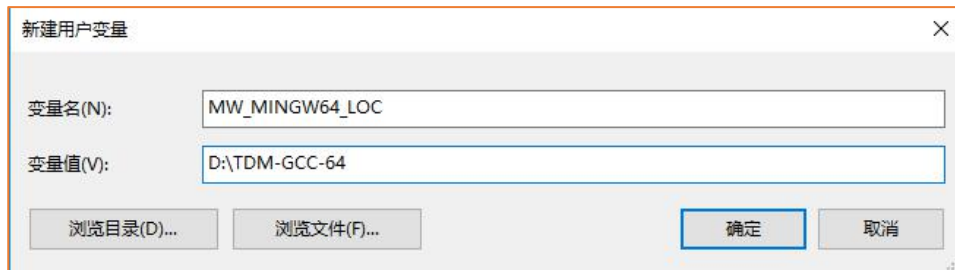 新建用户变量
变量名(N): MW_MINGW64_LOC
变量值(V): D:\TDM-GCC-64
浏览目录(D)... 浏览文件(F)... 确定 取消